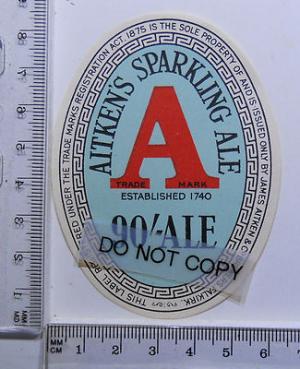 THIS LABEL REGISTERED UNDER THE TRADE MARKS REGISTRATION ACT, 1875 IS THE SOLE PROPERTY OF AND IS ISSUED ONLY BY JAMES AITKEN & C FALKIRK.
AITKEN'S SPARKLING ALE
A
TRADE MARK
ESTABLISHED 1740
90/- ALE
DO NOT COPY
MM
CM
1 2 3 4 5 6 7